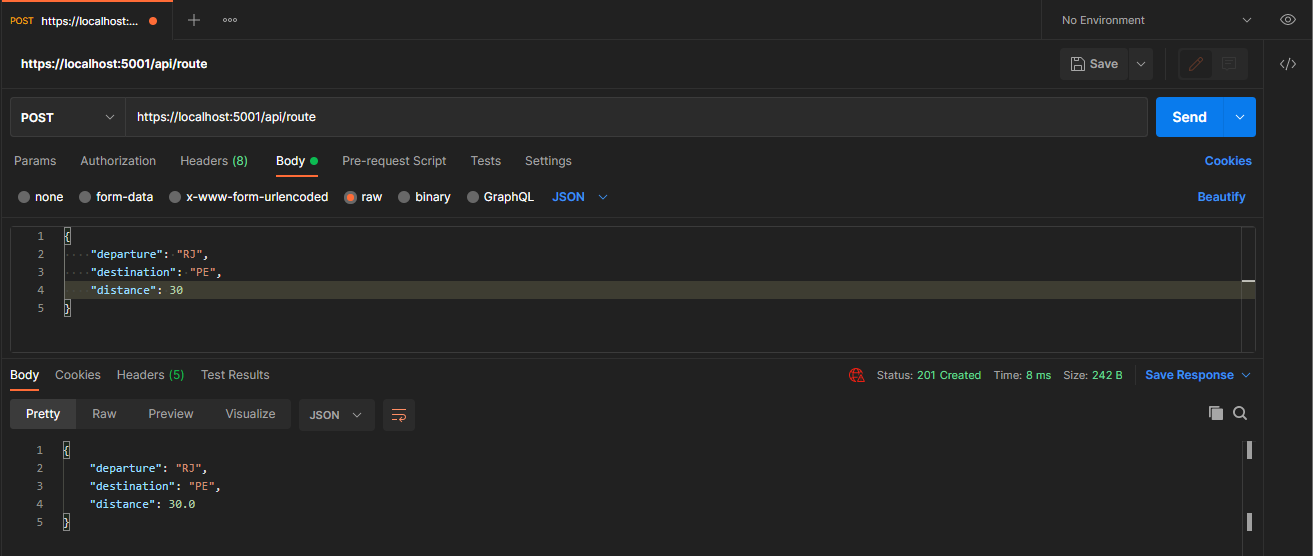 POST https://localhost:... No Environment
https://localhost:5001/api/route Save
POST https://localhost:5001/api/route Send
Params Authorization Headers (8) Body Pre-request Script Tests Settings Cookies
none form-data x-www-form-urlencoded raw binary GraphQL JSON Beautify
1 {
2 "departure": "RJ",
3 "destination": "PE",
4 "distance": 30
5 }
Body Cookies Headers (5) Test Results Status: 201 Created Time: 8 ms Size: 242 B Save Response
Pretty Raw Preview Visualize JSON
1 {
2 "departure": "RJ",
3 "destination": "PE",
4 "distance": 30.0
5 }